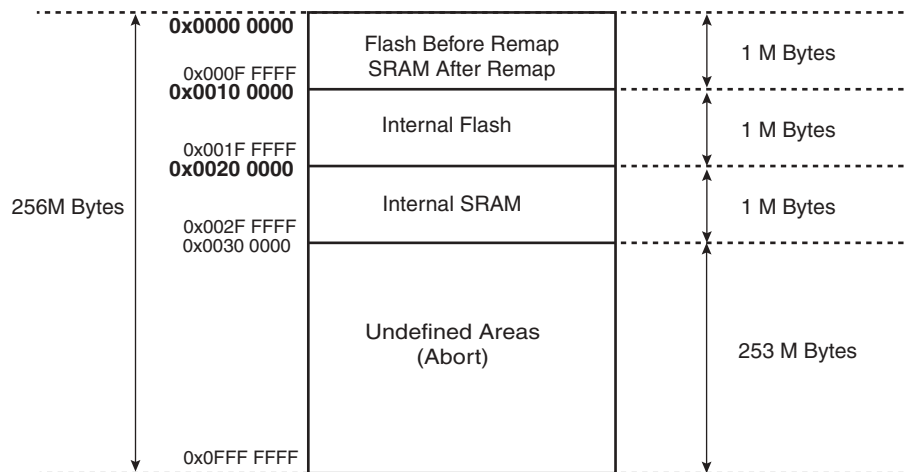 0x0000 0000
Flash Before Remap
SRAM After Remap
1 M Bytes
0x000F FFFF
0x0010 0000
Internal Flash
1 M Bytes
0x001F FFFF
0x0020 0000
256M Bytes
Internal SRAM
1 M Bytes
0x002F FFFF
0x0030 0000
Undefined Areas
(Abort)
253 M Bytes
0x0FFF FFFF